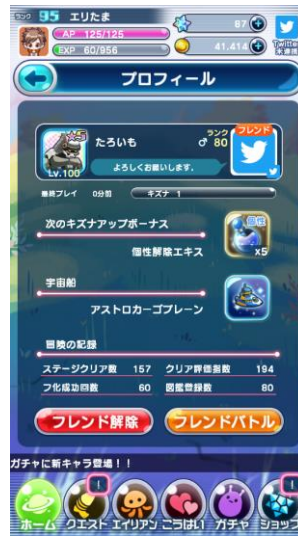 ランク 95 エリたま
AP 125/125
87
EXP 60/956
41,414
Twitter
未連携
プロフィール
★5
Lv.100
たろいも
♂
ランク
80
フレンド
よろしくお願いします。
最終プレイ 0分前
キズナ 1
次のキズナアップボーナス
個性
x5
個性解除エキス
宇宙船
アストロカーゴプレーン
冒険の記録
ステージクリア数 157
クリア評価指数 194
フ化成功回数 60
図鑑登録数 80
フレンド解除
フレンドバトル
ガチャに新キャラ登場！！
1
1
ホーム
クエスト
エイリアン
こうはい
ガチャ
ショップ